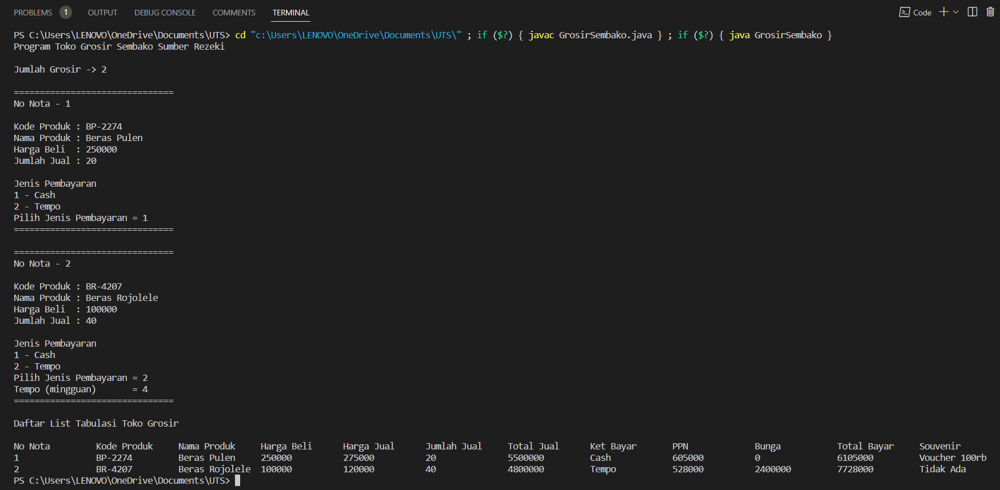 PROBLEMS 1 OUTPUT DEBUG CONSOLE COMMENTS TERMINAL Code
PS C:\Users\LENOVO\OneDrive\Documents\UTS> cd "c:\Users\LENOVO\OneDrive\Documents\UTS\" ; if ($?) { javac GrosirSembako.java } ; if ($?) { java GrosirSembako }
Program Toko Grosir Sembako Sumber Rezeki
Jumlah Grosir -> 2
===============================
No Nota - 1
Kode Produk : BP-2274
Nama Produk : Beras Pulen
Harga Beli  : 250000
Jumlah Jual : 20
Jenis Pembayaran
1 - Cash
2 - Tempo
Pilih Jenis Pembayaran = 1
===============================
===============================
No Nota - 2
Kode Produk : BR-4207
Nama Produk : Beras Rojolele
Harga Beli  : 100000
Jumlah Jual : 40
Jenis Pembayaran
1 - Cash
2 - Tempo
Pilih Jenis Pembayaran = 2
Tempo (mingguan)       = 4
===============================
Daftar List Tabulasi Toko Grosir
No Nota Kode Produk Nama Produk Harga Beli Harga Jual Jumlah Jual Total Jual Ket Bayar PPN Bunga Total Bayar Souvenir
1 BP-2274 Beras Pulen 250000 275000 20 5500000 Cash 605000 0 6105000 Voucher 100rb
2 BR-4207 Beras Rojolele 100000 120000 40 4800000 Tempo 528000 2400000 7728000 Tidak Ada
PS C:\Users\LENOVO\OneDrive\Documents\UTS>